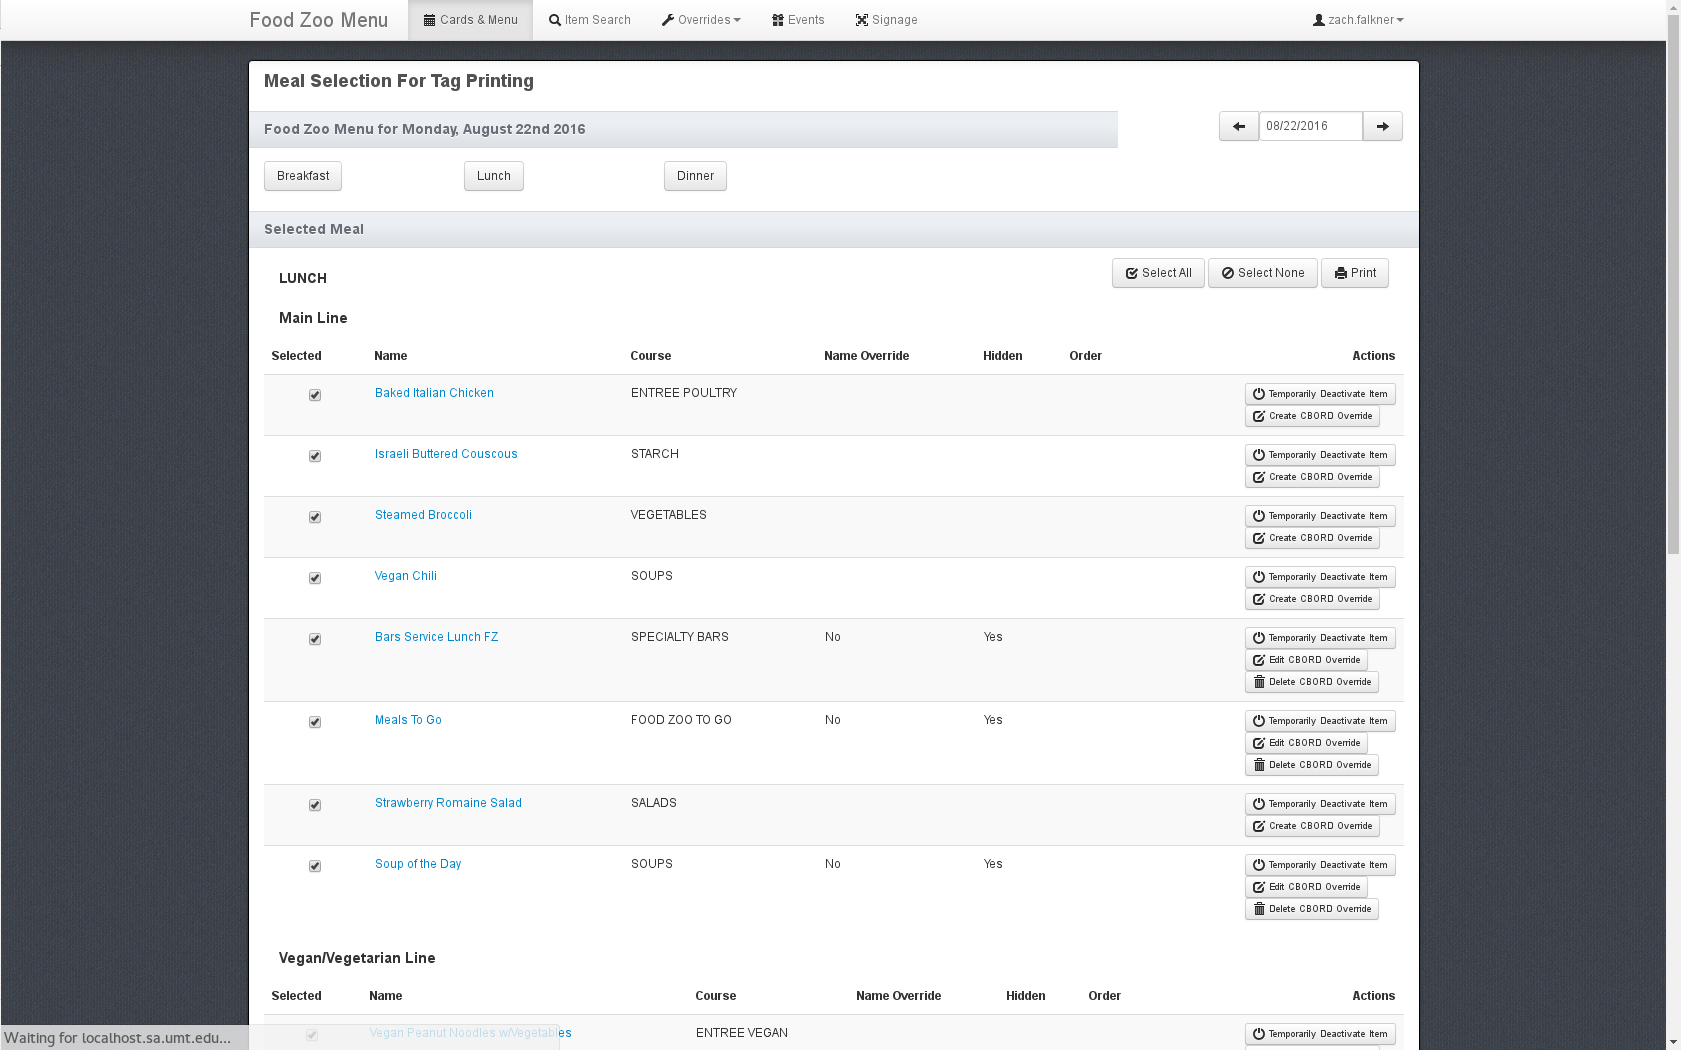 Food Zoo Menu Cards & Menu Item Search Overrides Events Signage zach.falkner
Meal Selection For Tag Printing
Food Zoo Menu for Monday, August 22nd 2016 08/22/2016
Breakfast Lunch Dinner
Selected Meal
LUNCH Select All Select None Print
Main Line
Selected Name Course Name Override Hidden Order Actions
Baked Italian Chicken ENTREE POULTRY Temporarily Deactivate Item
Create CBORD Override
Israeli Buttered Couscous STARCH Temporarily Deactivate Item
Create CBORD Override
Steamed Broccoli VEGETABLES Temporarily Deactivate Item
Create CBORD Override
Vegan Chili SOUPS Temporarily Deactivate Item
Create CBORD Override
Bars Service Lunch FZ SPECIALTY BARS No Yes Temporarily Deactivate Item
Edit CBORD Override
Delete CBORD Override
Meals To Go FOOD ZOO TO GO No Yes Temporarily Deactivate Item
Edit CBORD Override
Delete CBORD Override
Strawberry Romaine Salad SALADS Temporarily Deactivate Item
Create CBORD Override
Soup of the Day SOUPS No Yes Temporarily Deactivate Item
Edit CBORD Override
Delete CBORD Override
Vegan/Vegetarian Line
Selected Name Course Name Override Hidden Order Actions
Vegan Peanut Noodles w/Vegetables ENTREE VEGAN Temporarily Deactivate Item
Waiting for localhost.sa.umt.edu...